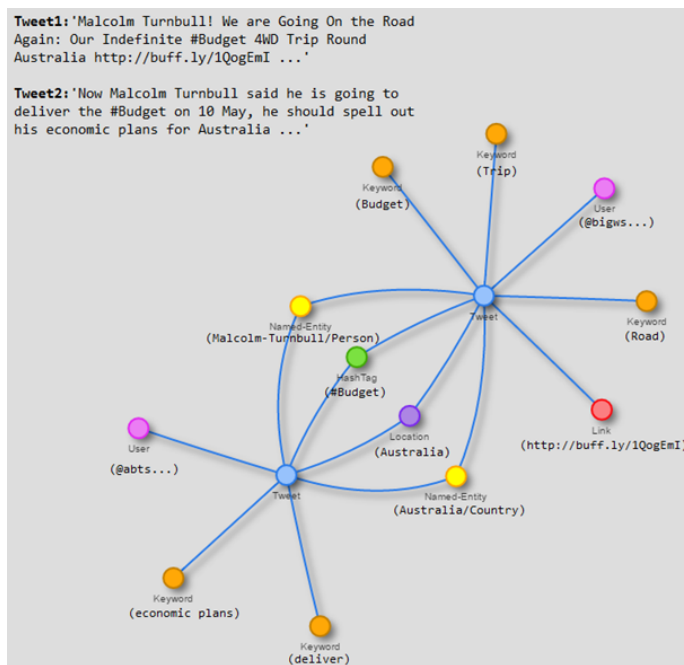 Tweet1:'Malcolm Turnbull! We are Going On the Road
Again: Our Indefinite #Budget 4WD Trip Round
Australia http://buff.ly/1QogEmI ...'
Tweet2:'Now Malcolm Turnbull said he is going to
deliver the #Budget on 10 May, he should spell out
his economic plans for Australia ...'
Keyword
(Trip)
Keyword
(Budget)
User
(@bigws...)
Tweet
Keyword
(Road)
Named-Entity
(Malcolm-Turnbull/Person)
HashTag
(#Budget)
Link
(http://buff.ly/1QogEmI)
Location
(Australia)
User
(@abts...)
Tweet
Named-Entity
(Australia/Country)
Keyword
(economic plans)
Keyword
(deliver)